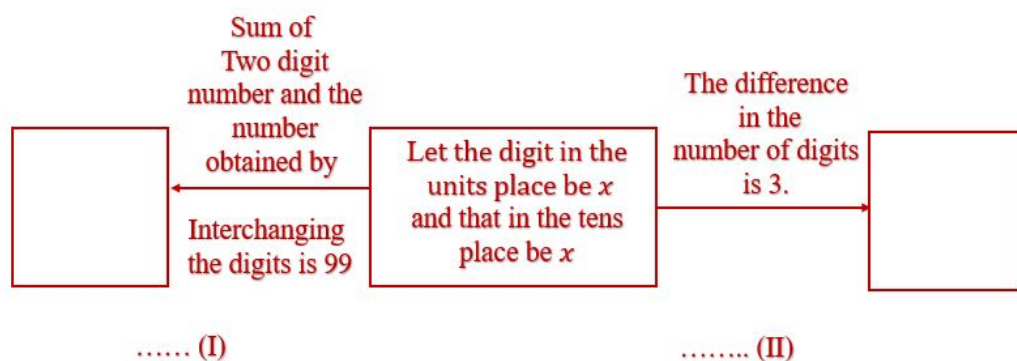 Sum of
Two digit
number and the
number
obtained by
Interchanging
the digits is 99
Let the digit in the
units place be x
and that in the tens
place be x
The difference
in the
number of digits
is 3.
...... (I)
........ (II)